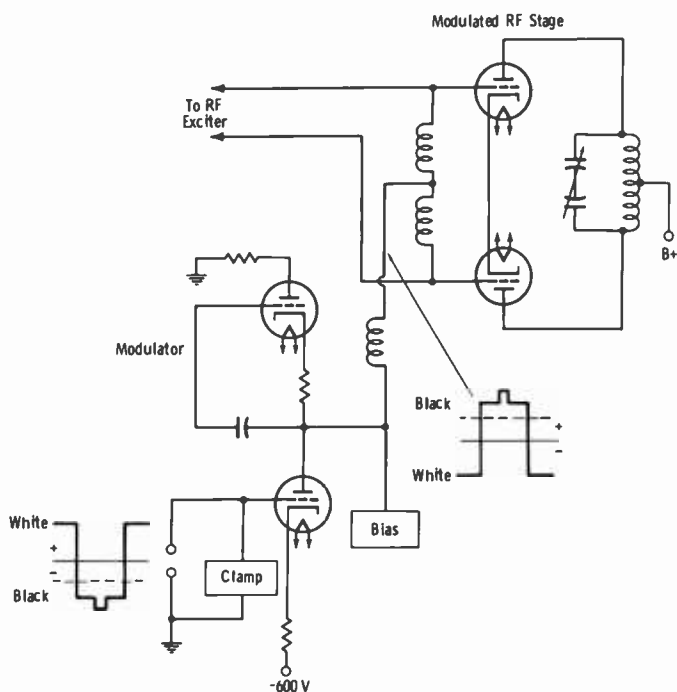 Modulated RF Stage
To RF
Exciter
B+
Modulator
Black
+
-
White
White
+
-
Black
Clamp
Bias
-600 V